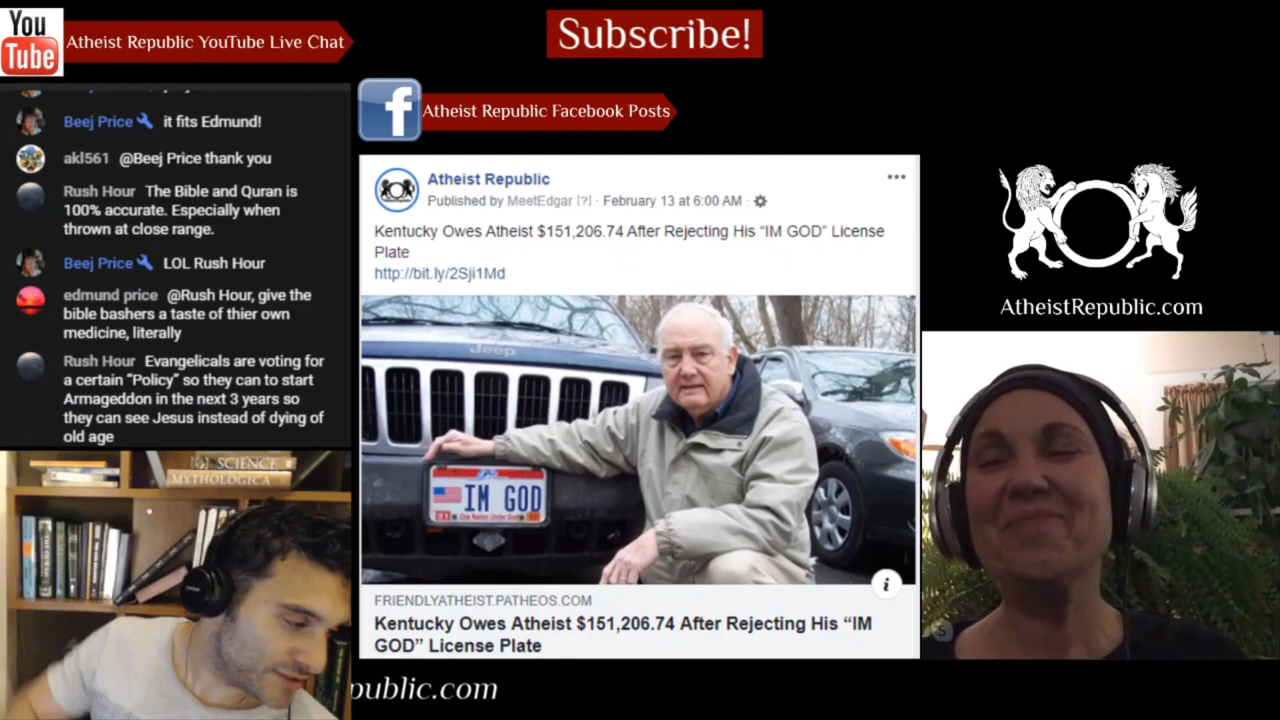 You
Tube
Atheist Republic YouTube Live Chat
Subscribe!
Beej Price it fits Edmund!
akl561 @Beej Price thank you
Rush Hour The Bible and Quran is
100% accurate. Especially when
thrown at close range.
Beej Price LOL Rush Hour
edmund price @Rush Hour, give the
bible bashers a taste of thier own
medicine, literally
Rush Hour Evangelicals are voting for
a certain “Policy” so they can to start
Armageddon in the next 3 years so
they can see Jesus instead of dying of
old age
SCIENCE
MYTHOLOGICA
f
Atheist Republic Facebook Posts
Atheist Republic
Published by MeetEdgar [?] · February 13 at 6:00 AM ·
Kentucky Owes Atheist $151,206.74 After Rejecting His “IM GOD” License
Plate
http://bit.ly/2Sji1Md
Jeep
IM GOD
One Nation Under God
i
FRIENDLYATHEIST.PATHEOS.COM
Kentucky Owes Atheist $151,206.74 After Rejecting His “IM
GOD” License Plate
public.com
AtheistRepublic.com
S